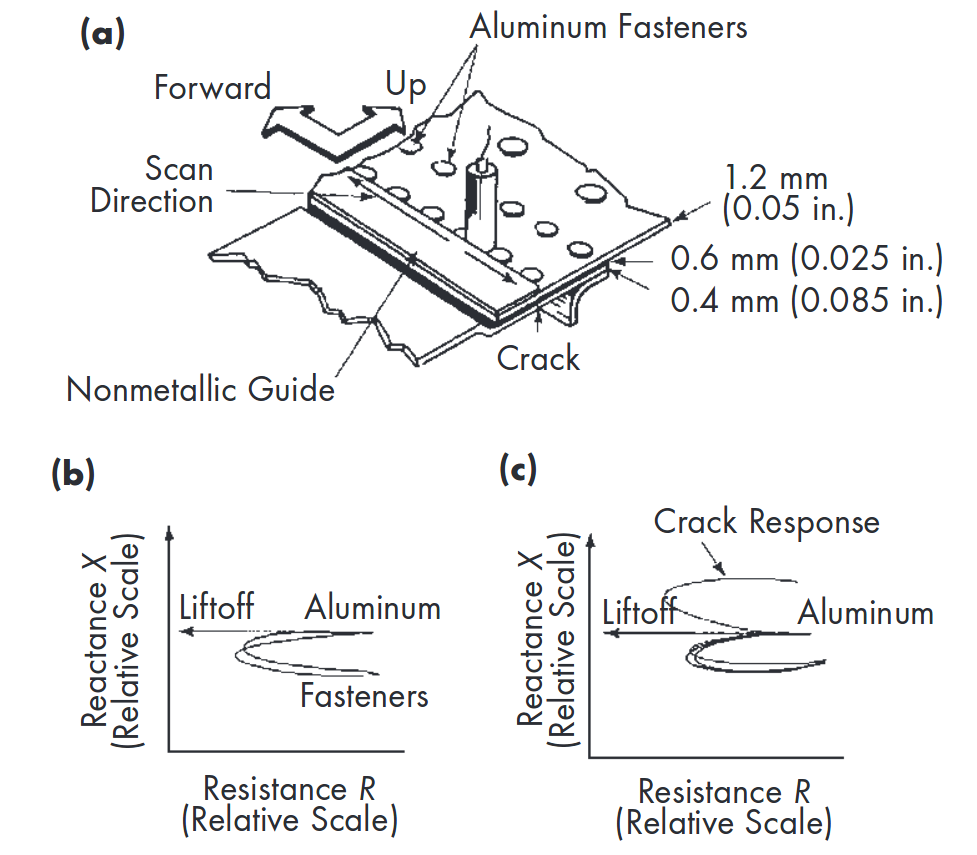 (a)
Aluminum Fasteners
Forward
Up
Scan
Direction
1.2 mm
(0.05 in.)
0.6 mm (0.025 in.)
0.4 mm (0.085 in.)
Crack
Nonmetallic Guide
(b)
Reactance X
(Relative Scale)
Liftoff
Aluminum
Fasteners
Resistance R
(Relative Scale)
(c)
Crack Response
Reactance X
(Relative Scale)
Liftoff
Aluminum
Resistance R
(Relative Scale)